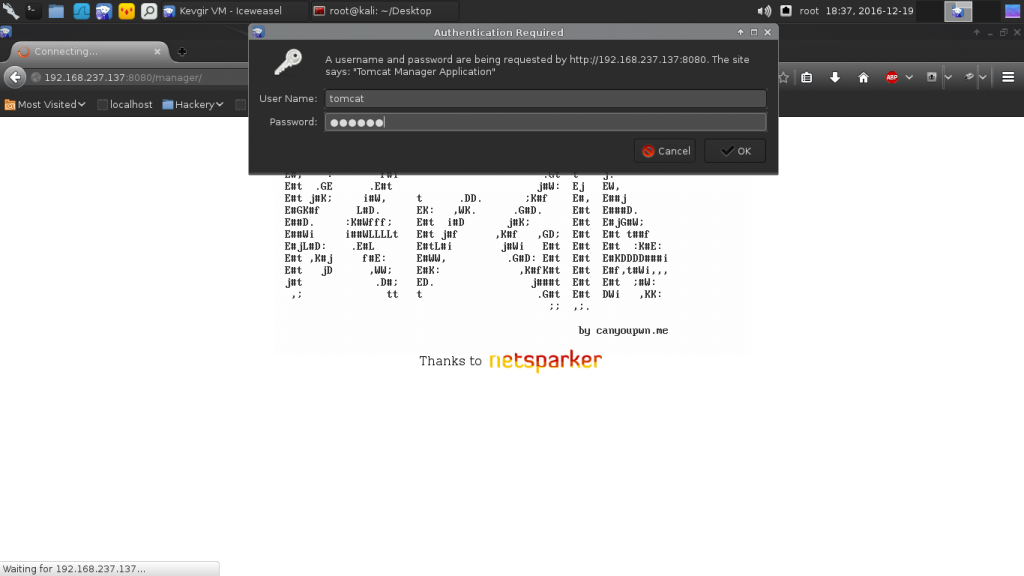 Kevgir VM - Iceweasel
root@kali: ~/Desktop
root 18:37, 2016-12-19
Authentication Required
Connecting...
A username and password are being requested by http://192.168.237.137:8080. The site
says: "Tomcat Manager Application"
192.168.237.137:8080/manager/
ABP
User Name: tomcat
Most Visited
localhost
Hackery
Password: ●●●●●●
Cancel
OK
E#t .GE .E#t j#W: Ej EW,
E#t j#K; i#W, t .DD. ;K#f E#, E##j
E#GK#f L#D. EK: ,WK. .G#D. E#t E###D.
E##D. :K#Wfff; E#t i#D j#K; E#t E#jG#W;
E###Wi i##WLLLLt E#t j#f ,K#f ,GD; E#t E#t t##f
E#jL#D: .E#L E#tL#i j#Wi E#t E#t E#t :K#E:
E#t ,K#j f#E: E#WW, .G#D: E#t E#t E#KDDDD###i
E#t jD ,WW; E#K: ,K#fK#t E#t E#f,t#Wi,,,
j#t .D#; ED. j###t E#t E#t ;#W:
,; tt t .G#t E#t DWi ,KK:
;; ,;.
by canyoupwn.me
Thanks to netsparker
Waiting for 192.168.237.137...